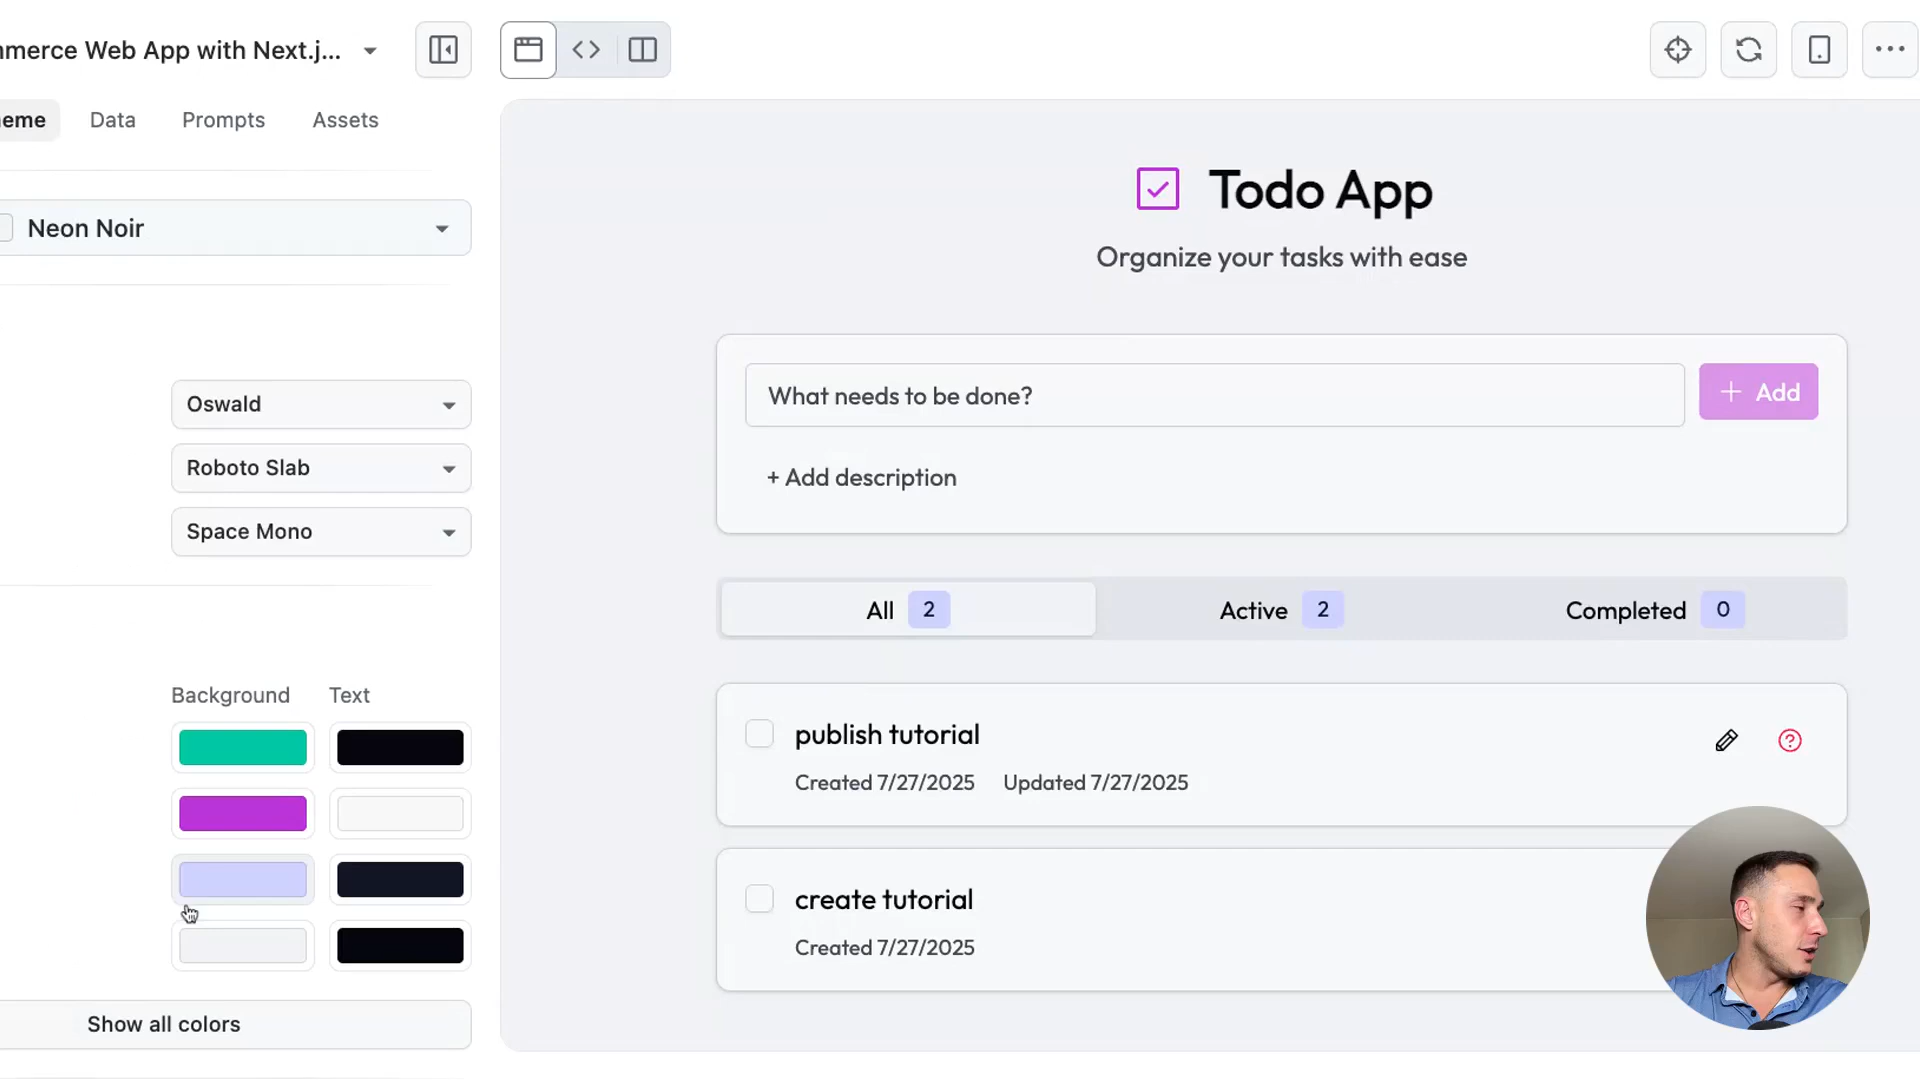 mmerce Web App with Next.j...
eme
Data
Prompts
Assets
Neon Noir
Oswald
Roboto Slab
Space Mono
Background
Text
Show all colors
Todo App
Organize your tasks with ease
What needs to be done?
+ Add
+ Add description
All 2
Active 2
Completed 0
publish tutorial
Created 7/27/2025 Updated 7/27/2025
create tutorial
Created 7/27/2025